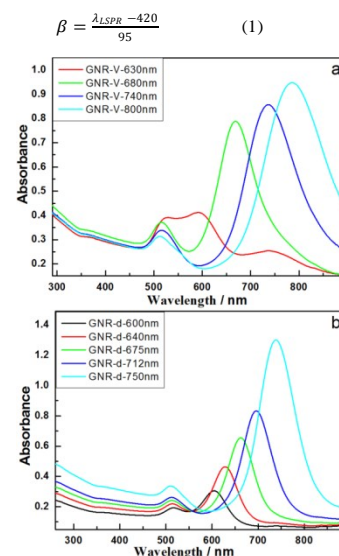 β = λLSPR −420 / 95 (1)
a
GNR-V-630nm
GNR-V-680nm
GNR-V-740nm
GNR-V-800nm
1.0
0.9
0.8
0.7
0.6
0.5
0.4
0.3
0.2
Absorbance
300 400 500 600 700 800
Wavelength / nm
b
GNR-d-600nm
GNR-d-640nm
GNR-d-675nm
GNR-d-712nm
GNR-d-750nm
1.4
1.2
1.0
0.8
0.6
0.4
0.2
Absorbance
300 400 500 600 700 800
Wavelength / nm